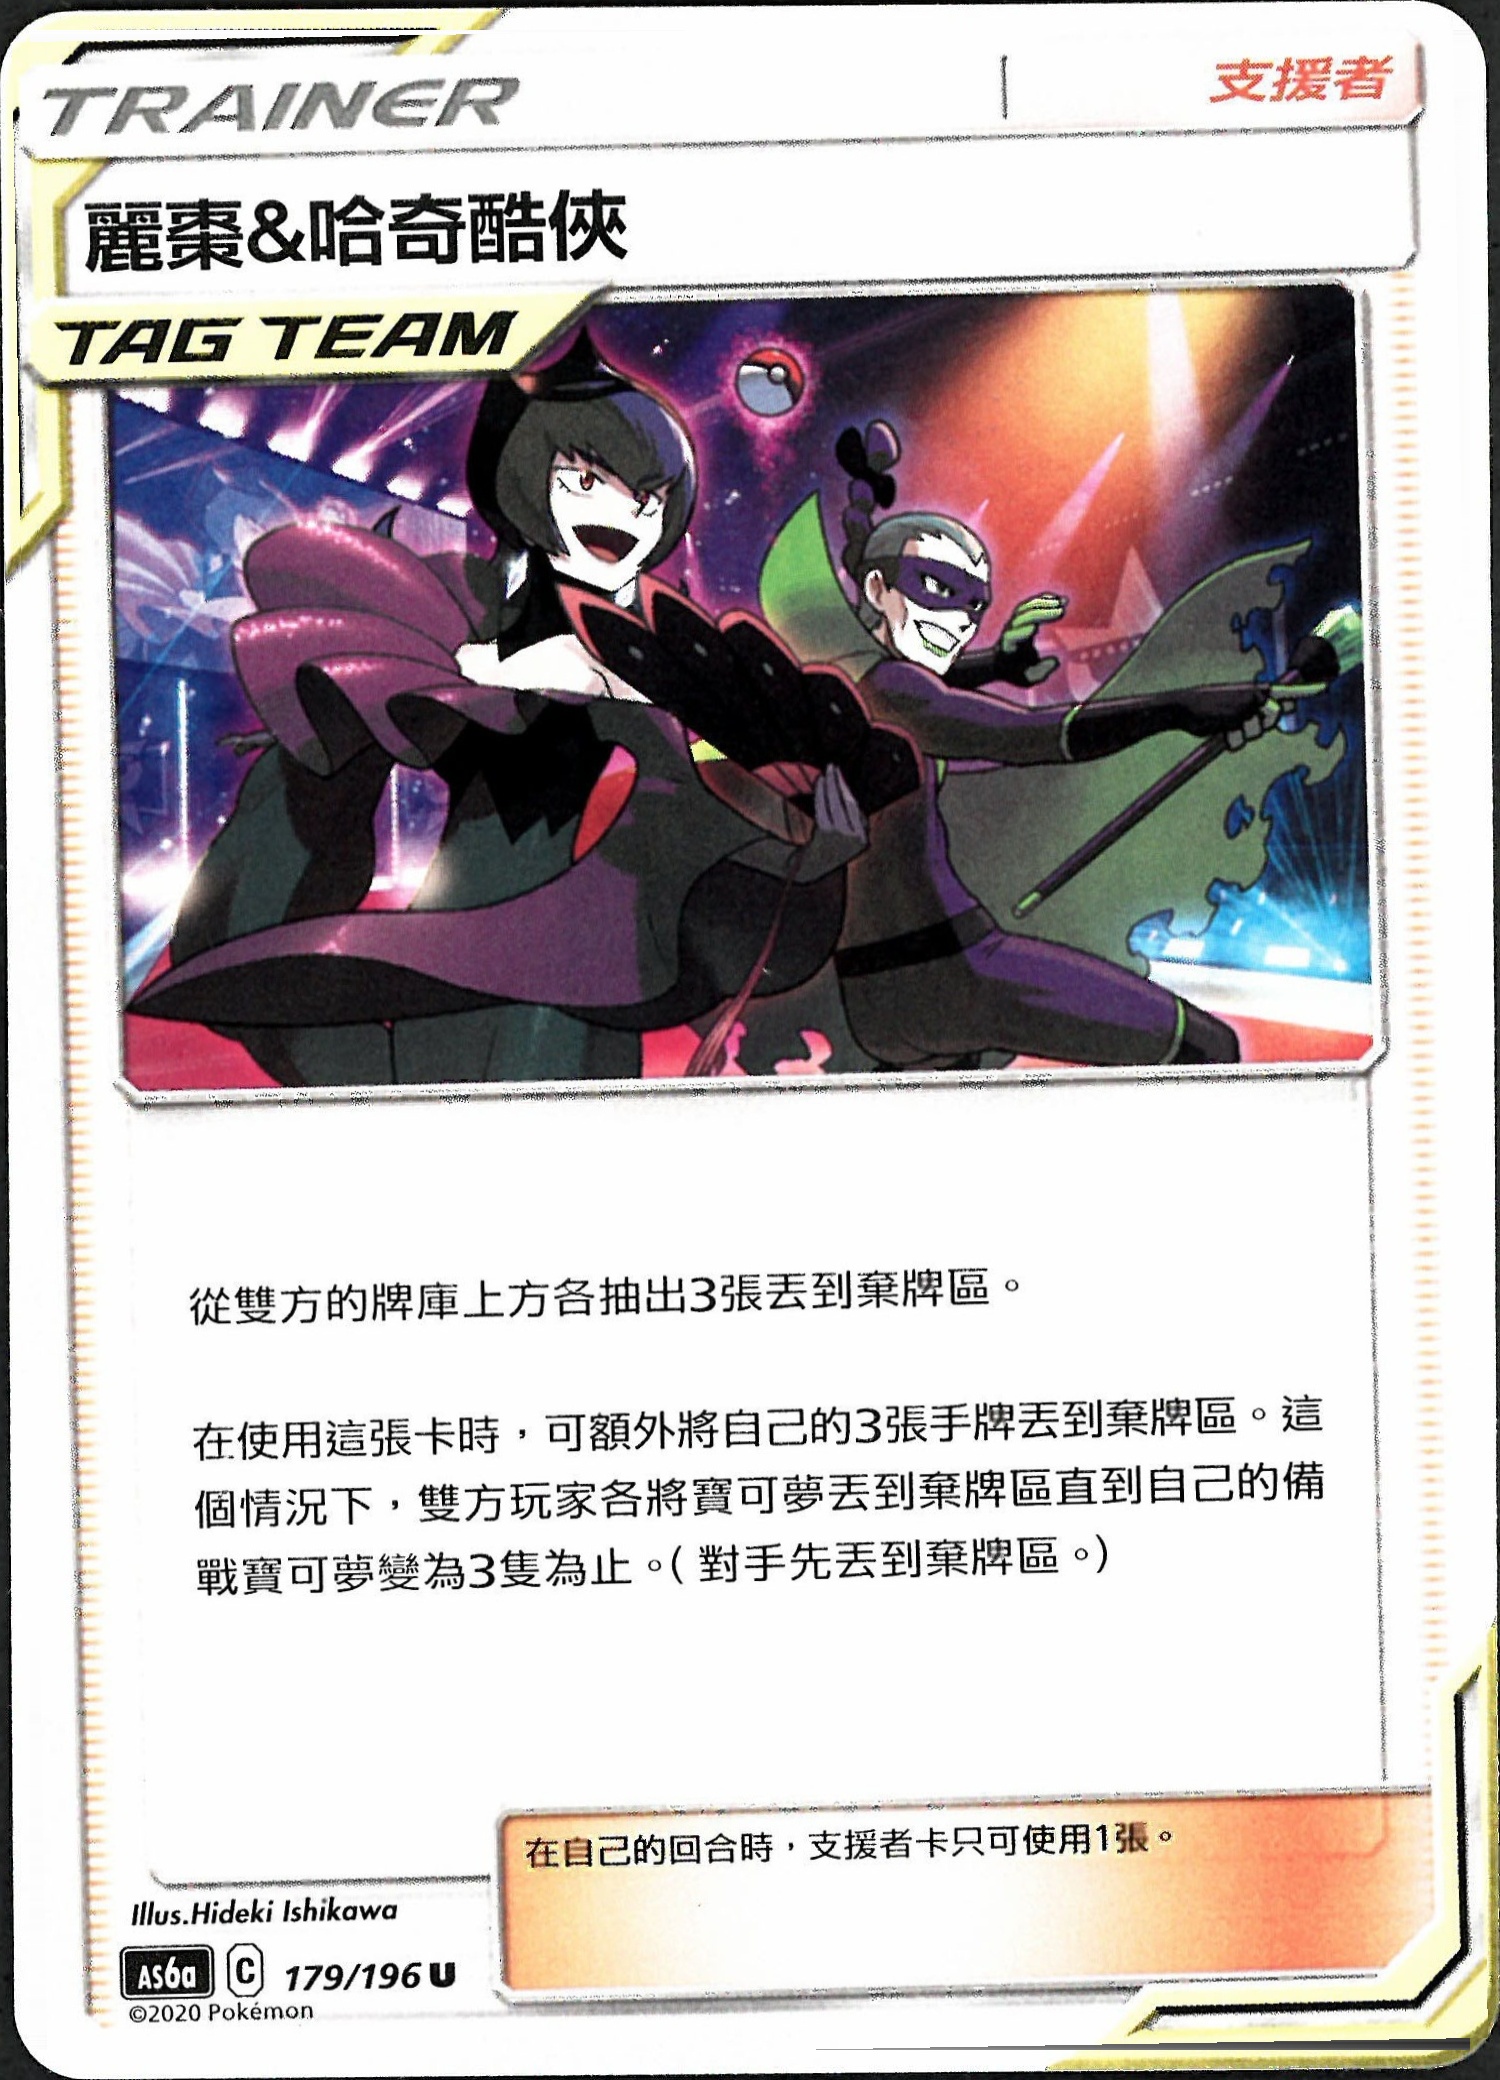 TRAINER
支援者
麗棗&哈奇酷俠
TAG TEAM
從雙方的牌庫上方各抽出3張丟到棄牌區。
在使用這張卡時，可額外將自己的3張手牌丟到棄牌區。這
個情況下，雙方玩家各將寶可夢丟到棄牌區直到自己的備
戰寶可夢變為3隻為止。(對手先丟到棄牌區。)
在自己的回合時，支援者卡只可使用1張。
Illus.Hideki Ishikawa
AS6a C 179/196 U
©2020 Pokémon